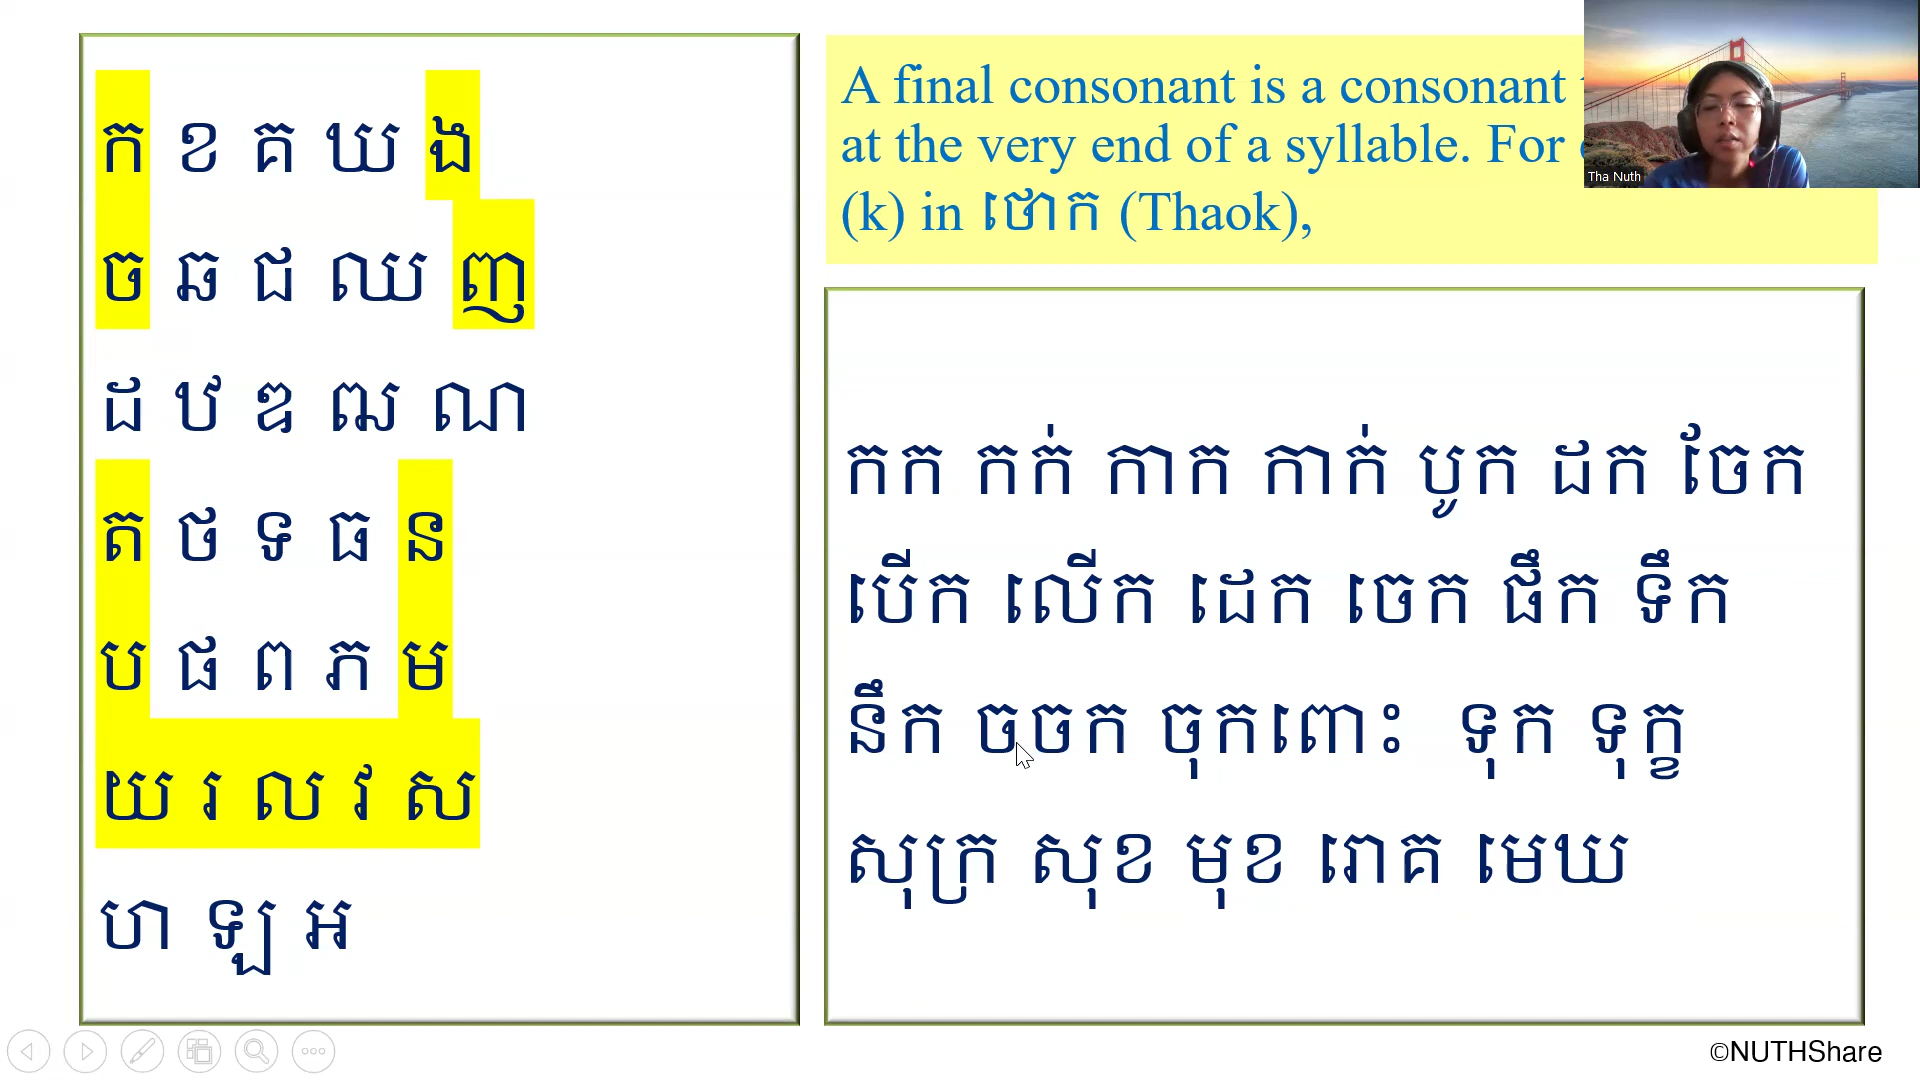 ក ខ គ ឃ ង
ច ឆ ជ ឈ ញ
ដ ឋ ឌ ឍ ណ
ត ថ ទ ធ ន
ប ផ ព ភ ម
យ រ ល វ ស
ហ ឡ អ
A final consonant is a consonant
at the very end of a syllable. For
(k) in ថោក (Thaok),
Tha Nuth
កក កក់ កាក កាក់ បូក ដក ចែក
បើក លើក ដេក ចេក ផឹក ទឹក
នឹក ចចក ចុកពោះ ទុក ទុក្ខ
សុក្រ សុខ មុខ រោគ មេឃ
©NUTHShare